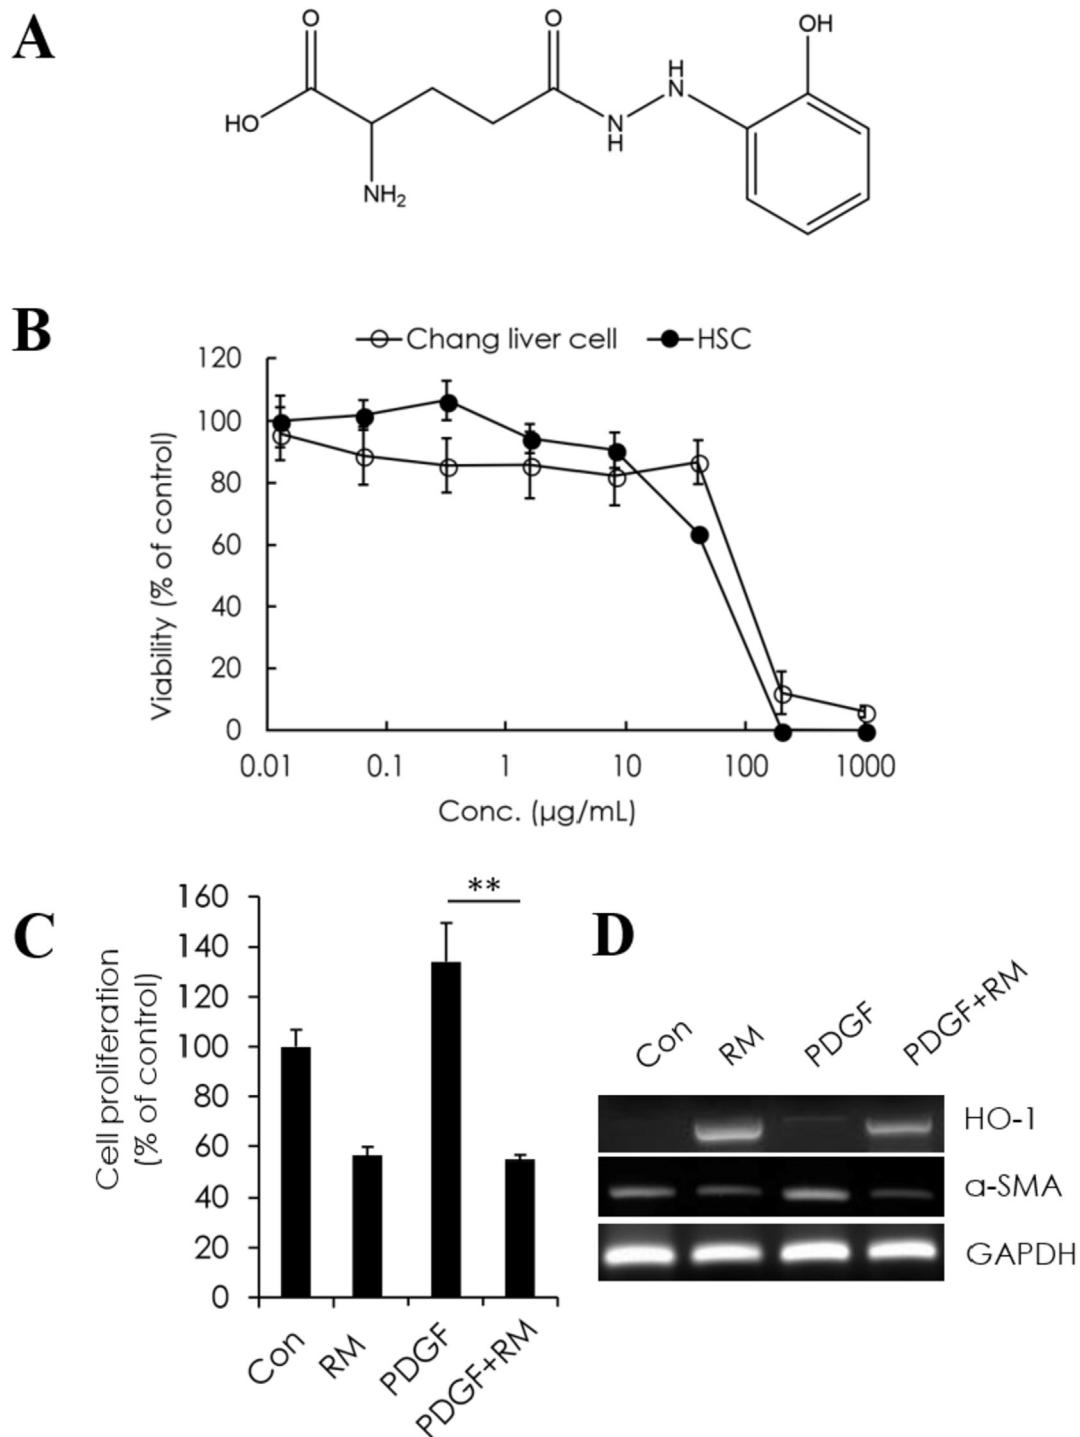 A
O
O
OH
HO
NH₂
N
H
H
N
B
Chang liver cell
HSC
Viability (% of control)
120
100
80
60
40
20
0
0.01
0.1
1
10
100
1000
Conc. (µg/mL)
C
Cell proliferation
(% of control)
160
140
120
100
80
60
40
20
0
**
Con
RM
PDGF
PDGF+RM
D
Con
RM
PDGF
PDGF+RM
HO-1
α-SMA
GAPDH